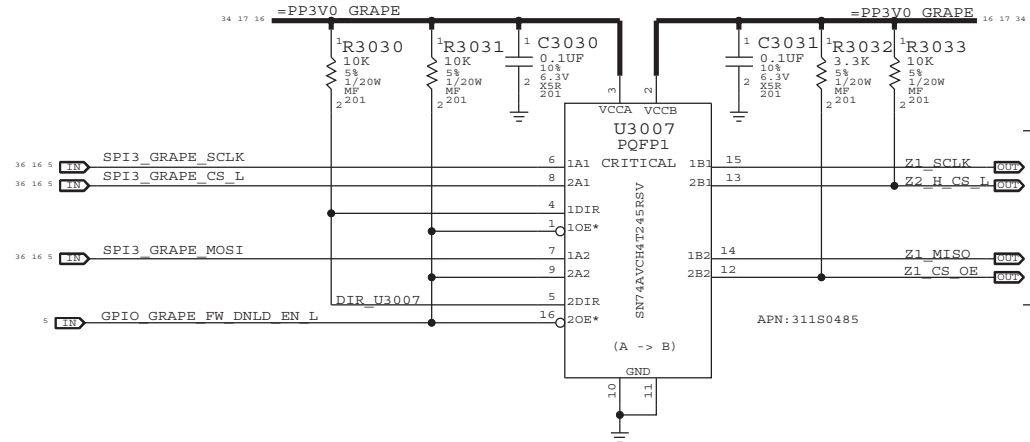 34 17 16 =PP3V0 GRAPE =PP3V0 GRAPE 16 17 34
1 R3030 1 R3031 1 C3030 1 C3031 1 R3032 1 R3033
10K 10K 0.1UF 0.1UF 3.3K 10K
5% 5% 10% 10% 5% 5%
1/20W 1/20W 6.3V 6.3V 1/20W 1/20W
MF MF X5R X5R MF MF
2 201 2 201 2 201 2 201 2 201 2 201
3 2
VCCA VCCB
U3007
PQFP1
CRITICAL
SN74AVCH4T245RSV
36 16 5 IN SPI3_GRAPE_SCLK 6 1A1 1B1 15 Z1_SCLK OUT
36 16 5 IN SPI3_GRAPE_CS_L 8 2A1 2B1 13 Z2_H_CS_L OUT
4 1DIR
1 1OE*
36 16 5 IN SPI3_GRAPE_MOSI 7 1A2 1B2 14 Z1_MISO OUT
9 2A2 2B2 12 Z1_CS_OE OUT
DIR_U3007 5 2DIR
5 IN GPIO_GRAPE_FW_DNLD_EN_L 16 2OE*
APN:311S0485
(A -> B)
GND
10 11